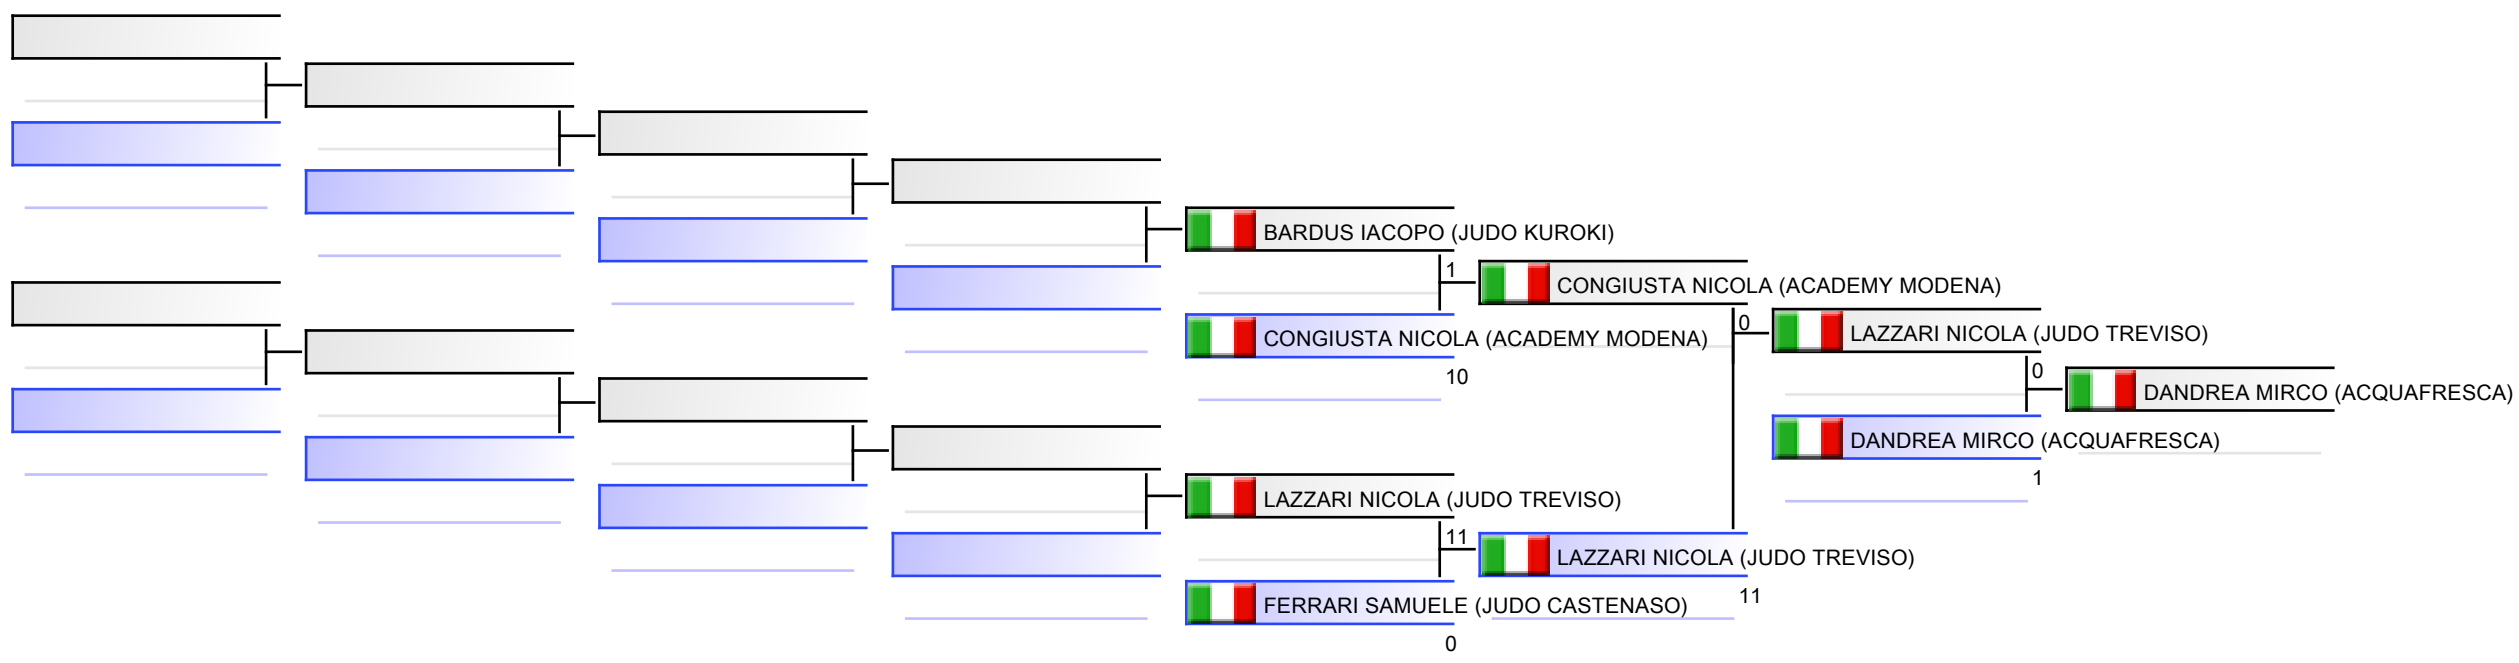 BARDUS IACOPO (JUDO KUROKI)
1
CONGIUSTA NICOLA (ACADEMY MODENA)
10
CONGIUSTA NICOLA (ACADEMY MODENA)
0
LAZZARI NICOLA (JUDO TREVISO)
11
FERRARI SAMUELE (JUDO CASTENASO)
0
LAZZARI NICOLA (JUDO TREVISO)
11
LAZZARI NICOLA (JUDO TREVISO)
0
DANDREA MIRCO (ACQUAFRESCA)
1
DANDREA MIRCO (ACQUAFRESCA)